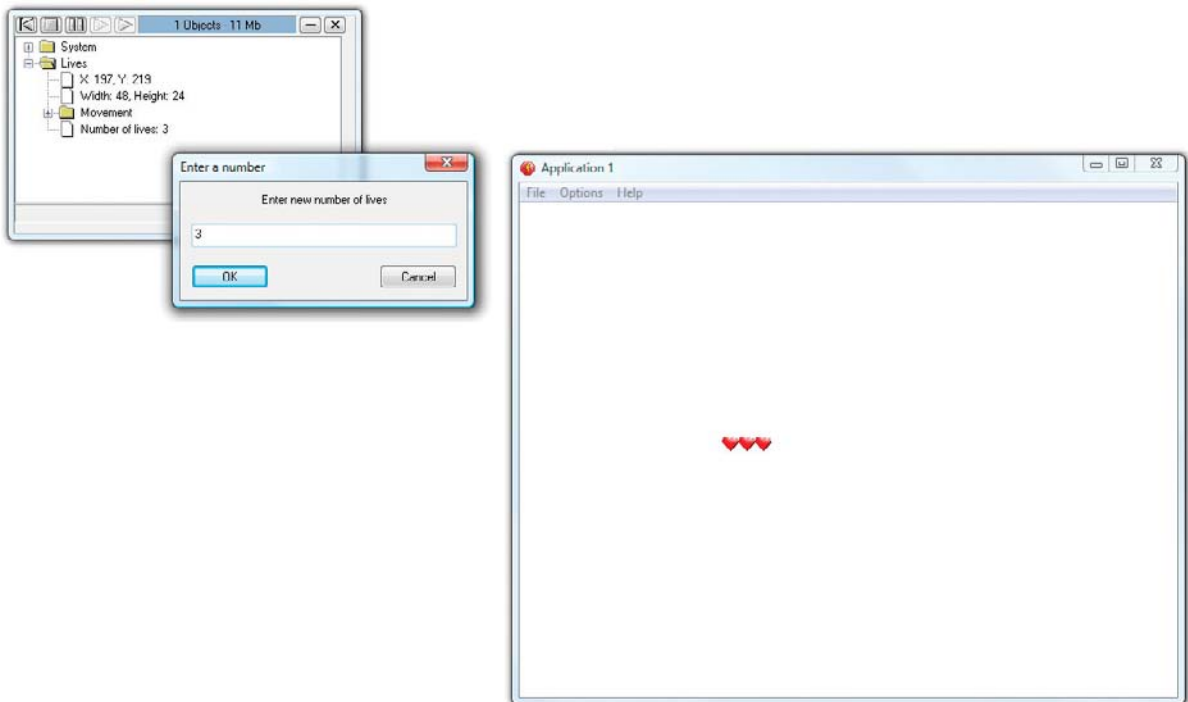 1 Objects - 11 Mb
System
Lives
X: 197, Y: 219
Width: 48, Height: 24
Movement
Number of lives: 3
Enter a number
Enter new number of lives
3
OK
Cancel
Application 1
File Options Help